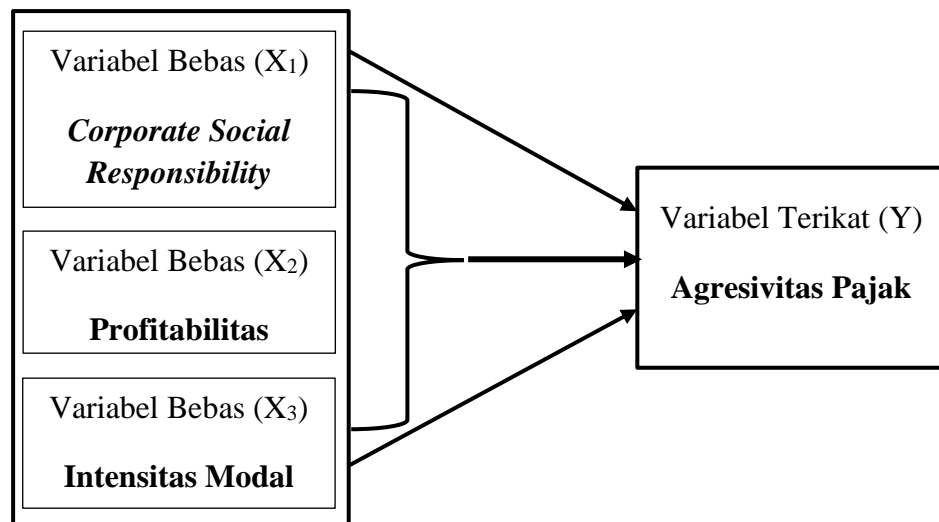 Variabel Bebas (X₁)
Corporate Social
Responsibility
Variabel Bebas (X₂)
Profitabilitas
Variabel Bebas (X₃)
Intensitas Modal
Variabel Terikat (Y)
Agresivitas Pajak